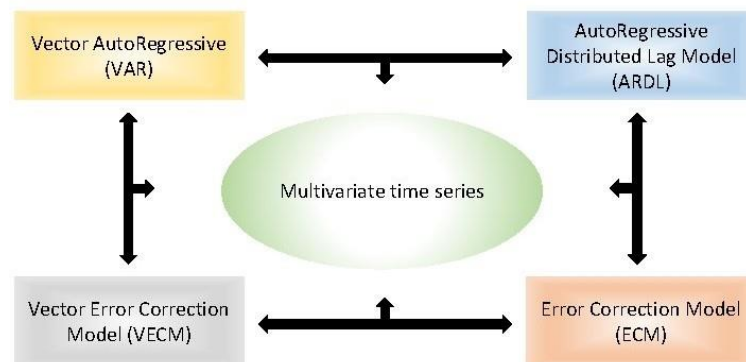 Vector AutoRegressive
(VAR)
AutoRegressive
Distributed Lag Model
(ARDL)
Multivariate time series
Vector Error Correction
Model (VECM)
Error Correction Model
(ECM)